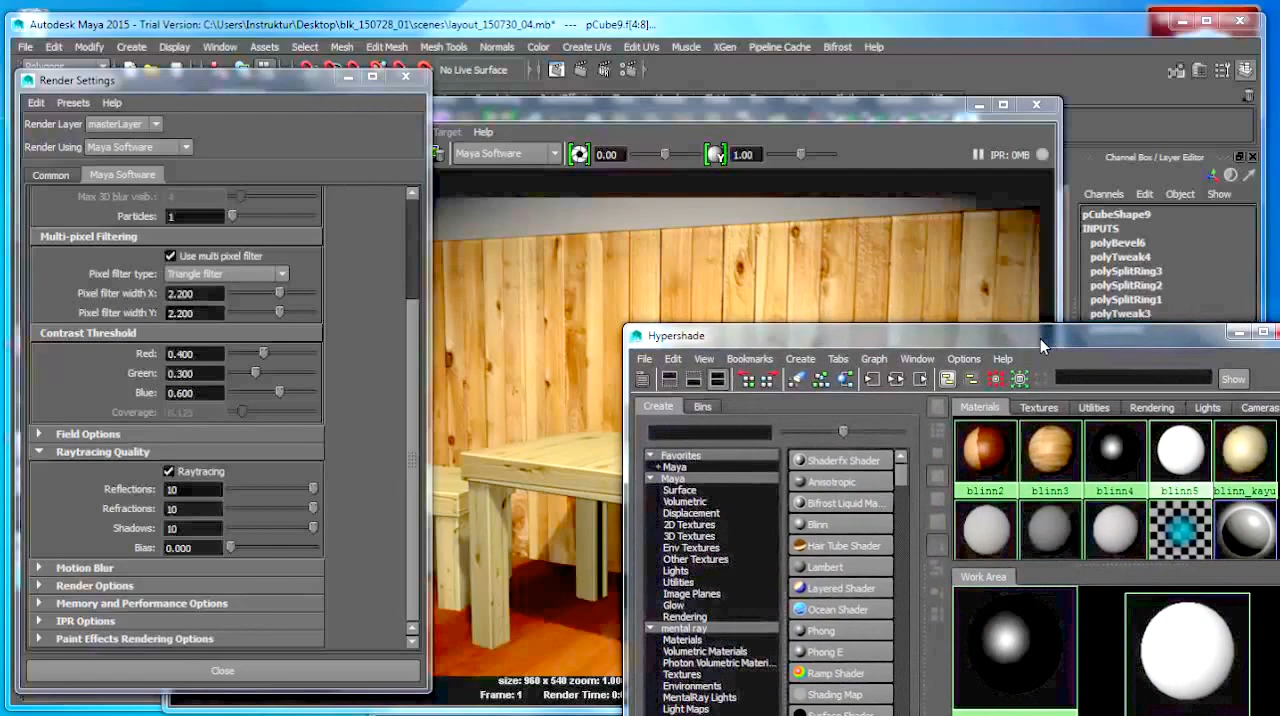 Autodesk Maya 2015 - Trial Version: C:\Users\Instruktur\Desktop\blk_150728_01\scenes\layout_150730_04.mb* --- pCube9.f[4:8]...
File Edit Modify Create Display Window Assets Select Mesh Edit Mesh Mesh Tools Normals Color Create UVs Edit UVs Muscle XGen Pipeline Cache Bifrost Help
No Live Surface
Render Settings
Edit Presets Help
Render Layer masterLayer
Render Using Maya Software
Common Maya Software
Max 3D blur visib.: 4
Particles: 1
Multi-pixel Filtering
Use multi pixel filter
Pixel filter type: Triangle filter
Pixel filter width X: 2.200
Pixel filter width Y: 2.200
Contrast Threshold
Red: 0.400
Green: 0.300
Blue: 0.600
Coverage: 0.125
Field Options
Raytracing Quality
Raytracing
Reflections: 10
Refractions: 10
Shadows: 10
Bias: 0.000
Motion Blur
Render Options
Memory and Performance Options
IPR Options
Paint Effects Rendering Options
Close
Target Help
Maya Software 0.00 1.00 IPR: 0MB
size: 960 x 540 zoom: 1.00
Frame: 1 Render Time: 0:0
Channel Box / Layer Editor
Channels Edit Object Show
pCubeShape9
INPUTS
polyBevel6
polyTweak4
polySplitRing3
polySplitRing2
polySplitRing1
polyTweak3
Hypershade
File Edit View Bookmarks Create Tabs Graph Window Options Help
Show
Create Bins
Favorites
+ Maya
Maya
Surface
Volumetric
Displacement
2D Textures
3D Textures
Env Textures
Other Textures
Lights
Utilities
Image Planes
Glow
Rendering
mental ray
Materials
Volumetric Materials
Photon Volumetric Materi...
Textures
Environments
MentalRay Lights
Light Maps
Shaderfx Shader
Anisotropic
Bifrost Liquid Ma...
Blinn
Hair Tube Shader
Lambert
Layered Shader
Ocean Shader
Phong
Phong E
Ramp Shader
Shading Map
Surface Shader
Materials Textures Utilities Rendering Lights Cameras
blinn2 blinn3 blinn4 blinn5 blinn_kayu
Work Area